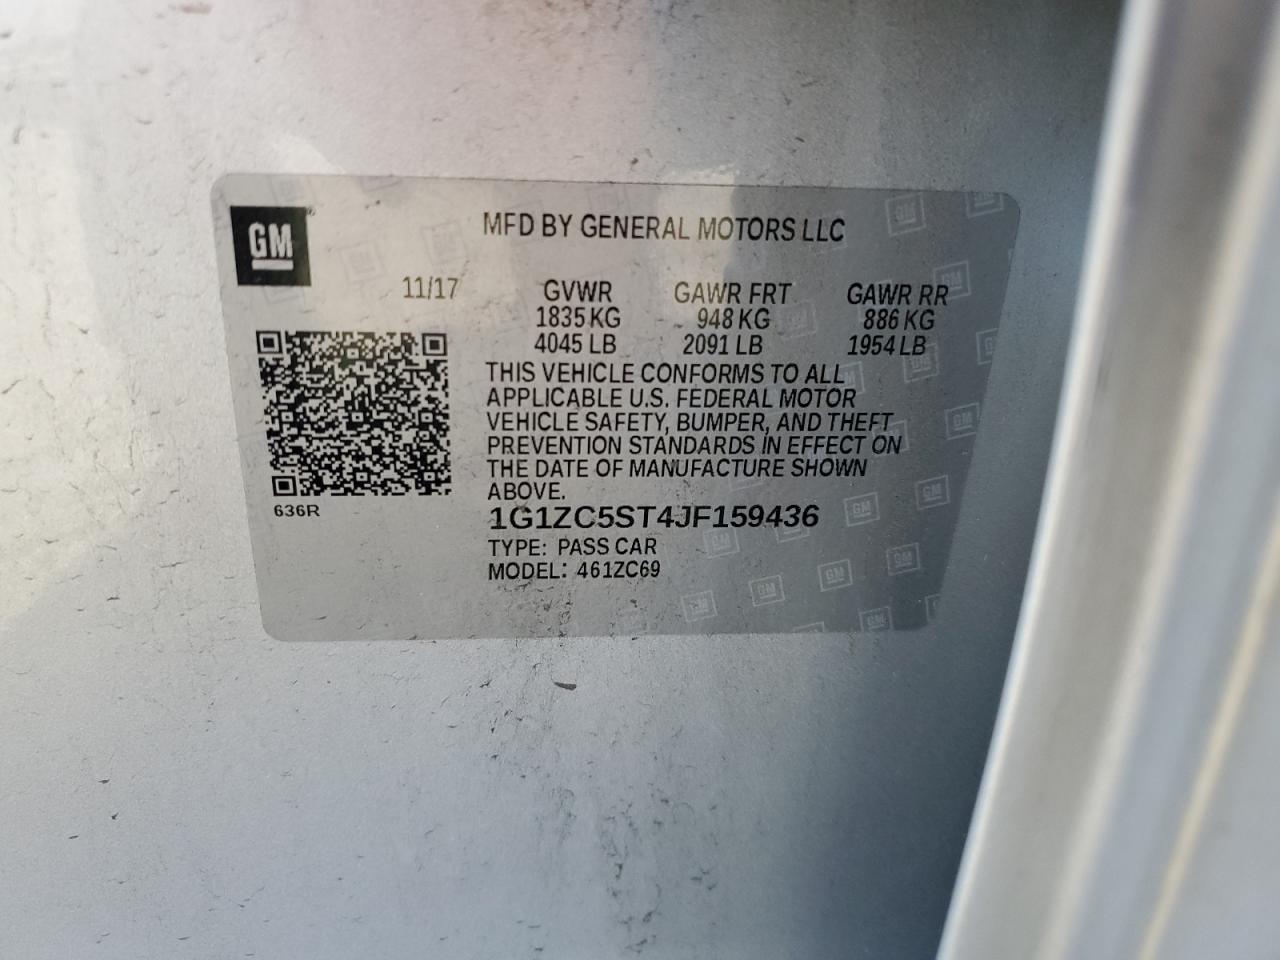 GM
MFD BY GENERAL MOTORS LLC
11/17 GVWR GAWR FRT GAWR RR
1835 KG 948 KG 886 KG
4045 LB 2091 LB 1954 LB
THIS VEHICLE CONFORMS TO ALL
APPLICABLE U.S. FEDERAL MOTOR
VEHICLE SAFETY, BUMPER, AND THEFT
PREVENTION STANDARDS IN EFFECT ON
THE DATE OF MANUFACTURE SHOWN
ABOVE.
636R
1G1ZC5ST4JF159436
TYPE: PASS CAR
MODEL: 461ZC69